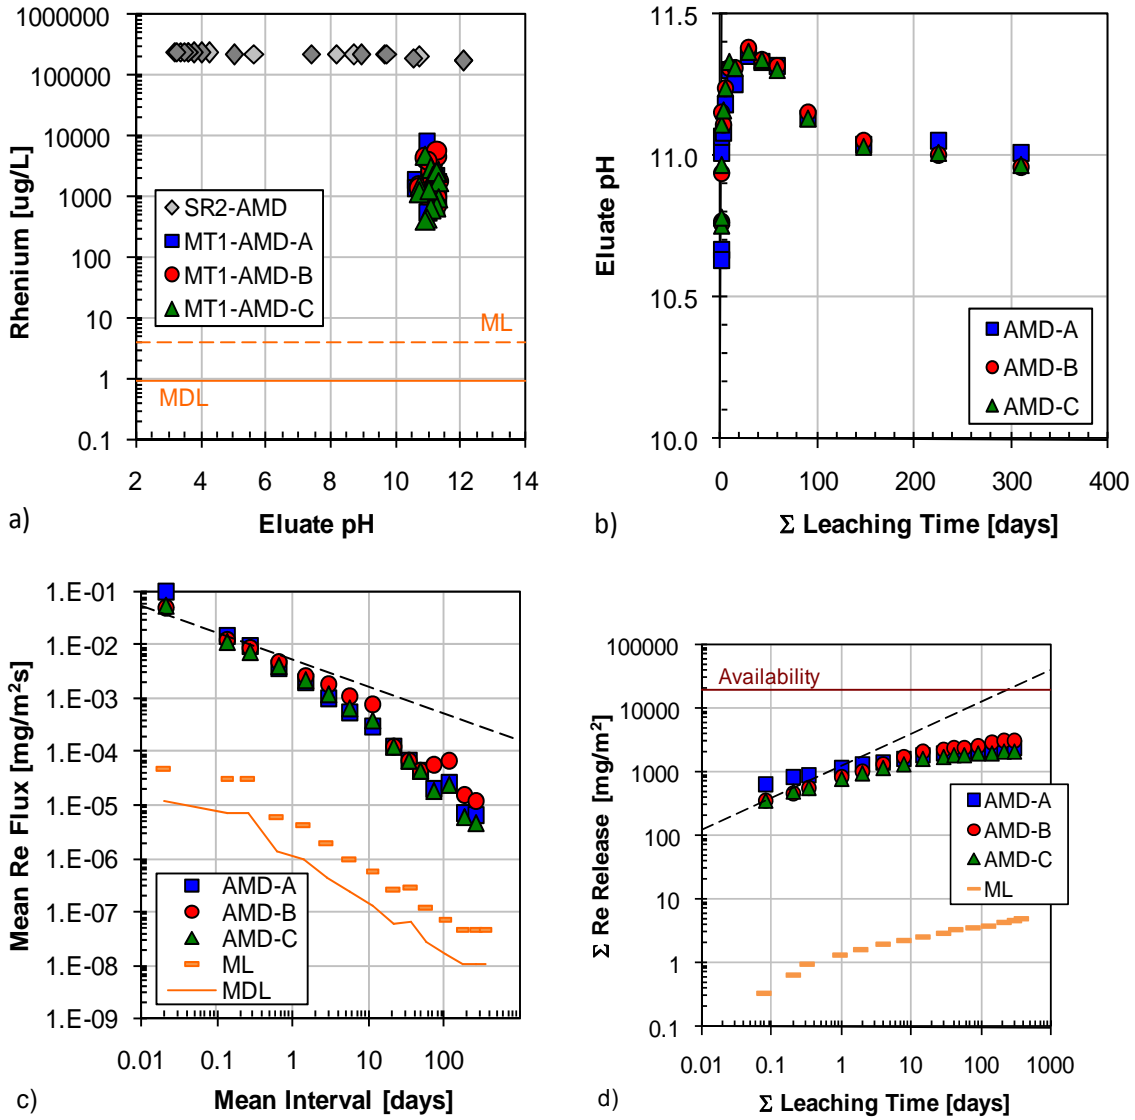 1000000
100000
10000
1000
100
10
1
0.1
Rhenium [ug/L]
SR2-AMD
MT1-AMD-A
MT1-AMD-B
MT1-AMD-C
ML
MDL
2 4 6 8 10 12 14
Eluate pH
a)
11.5
11.0
10.5
10.0
Eluate pH
AMD-A
AMD-B
AMD-C
0 100 200 300 400
Σ Leaching Time [days]
b)
1.E-01
1.E-02
1.E-03
1.E-04
1.E-05
1.E-06
1.E-07
1.E-08
1.E-09
Mean Re Flux [mg/m²s]
AMD-A
AMD-B
AMD-C
ML
MDL
0.01 0.1 1 10 100
Mean Interval [days]
c)
100000
10000
1000
100
10
1
0.1
Σ Re Release [mg/m²]
Availability
AMD-A
AMD-B
AMD-C
ML
0.01 0.1 1 10 100 1000
Σ Leaching Time [days]
d)